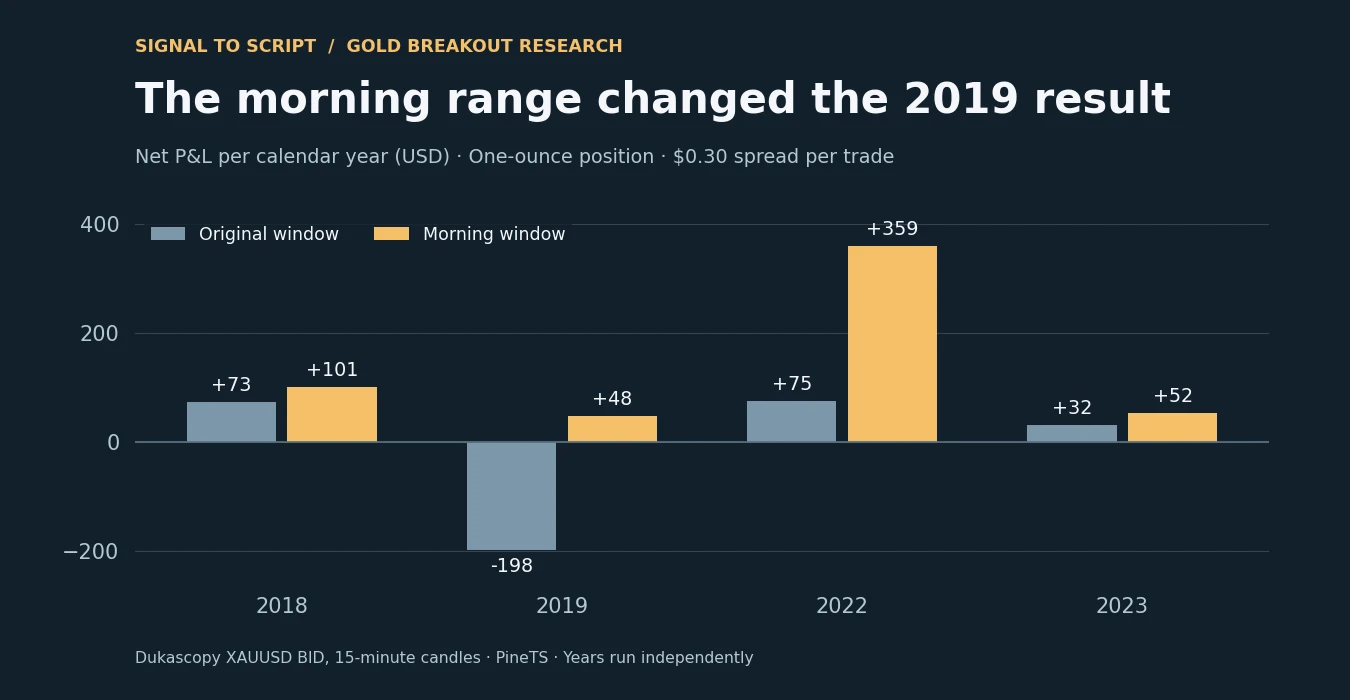 SIGNAL TO SCRIPT / GOLD BREAKOUT RESEARCH
The morning range changed the 2019 result
Net P&L per calendar year (USD) · One-ounce position · $0.30 spread per trade
400
Original window
Morning window
+359
200
+73
+101
+48
+75
+32
+52
0
−200
-198
2018
2019
2022
2023
Dukascopy XAUUSD BID, 15-minute candles · PineTS · Years run independently